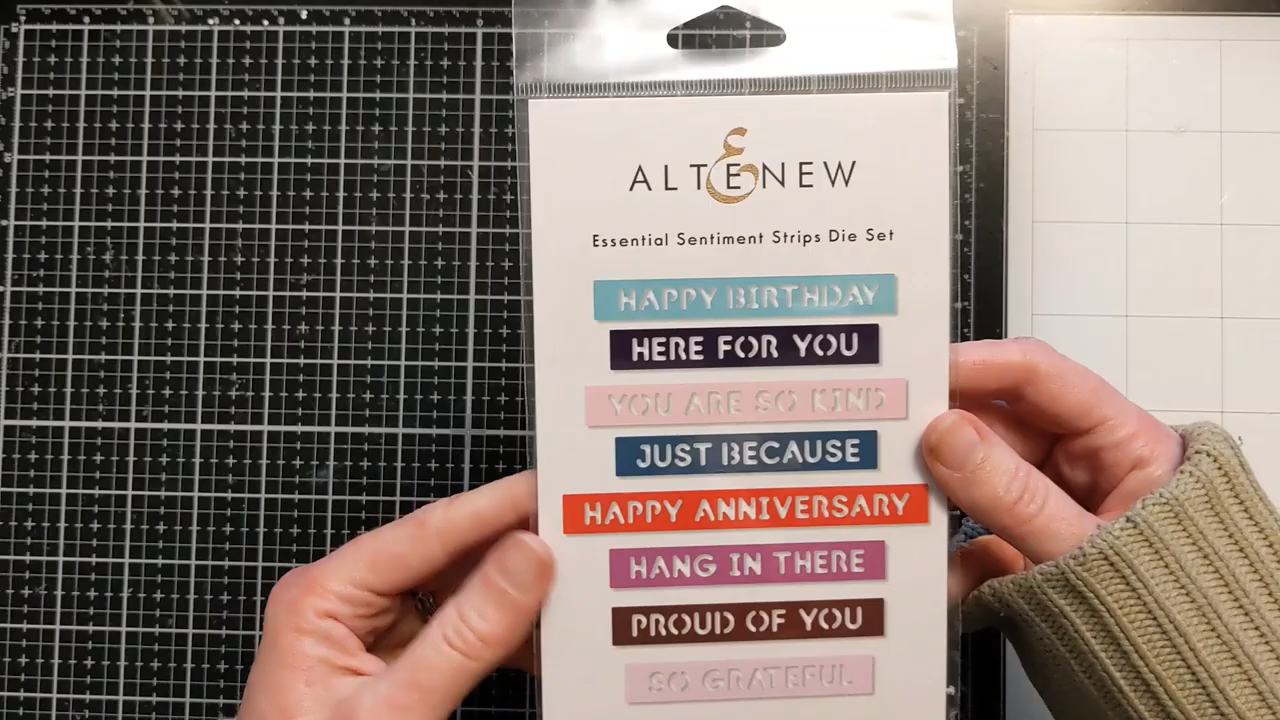 ALTENEW
Essential Sentiment Strips Die Set
HAPPY BIRTHDAY
HERE FOR YOU
YOU ARE SO KIND
JUST BECAUSE
HAPPY ANNIVERSARY
HANG IN THERE
PROUD OF YOU
SO GRATEFUL